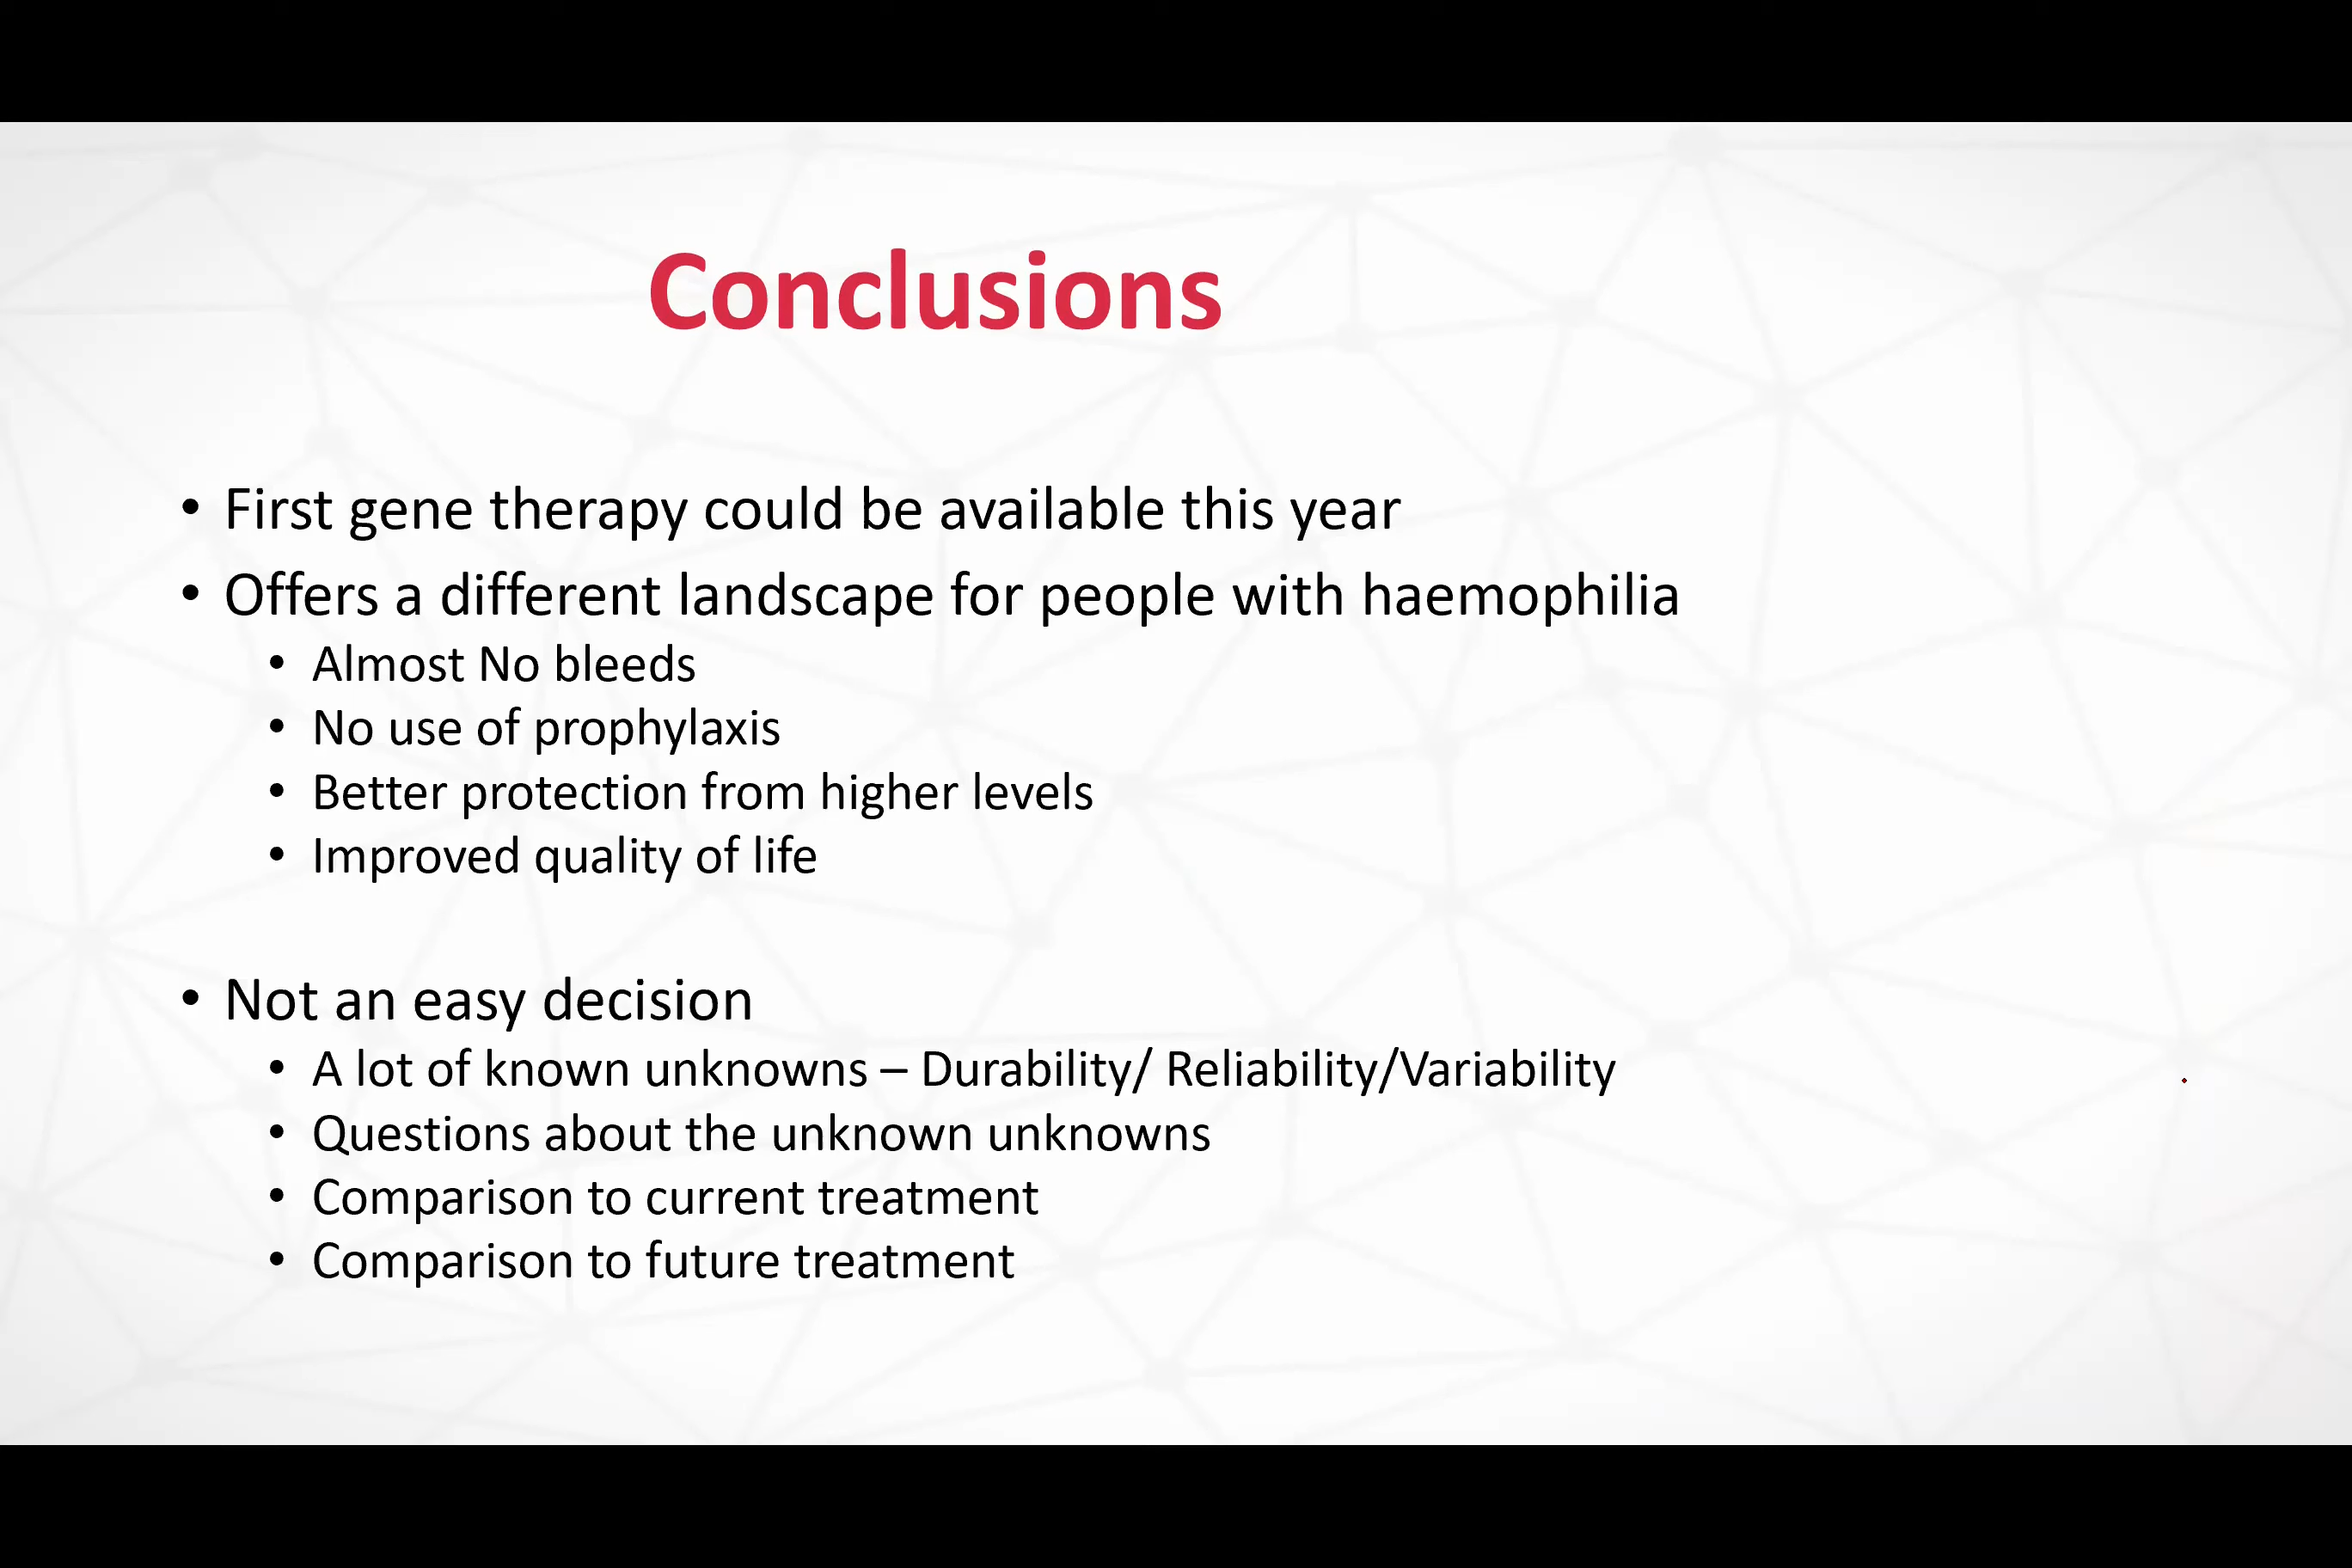 Conclusions
• First gene therapy could be available this year
• Offers a different landscape for people with haemophilia
• Almost No bleeds
• No use of prophylaxis
• Better protection from higher levels
• Improved quality of life
• Not an easy decision
• A lot of known unknowns – Durability/ Reliability/Variability
• Questions about the unknown unknowns
• Comparison to current treatment
• Comparison to future treatment